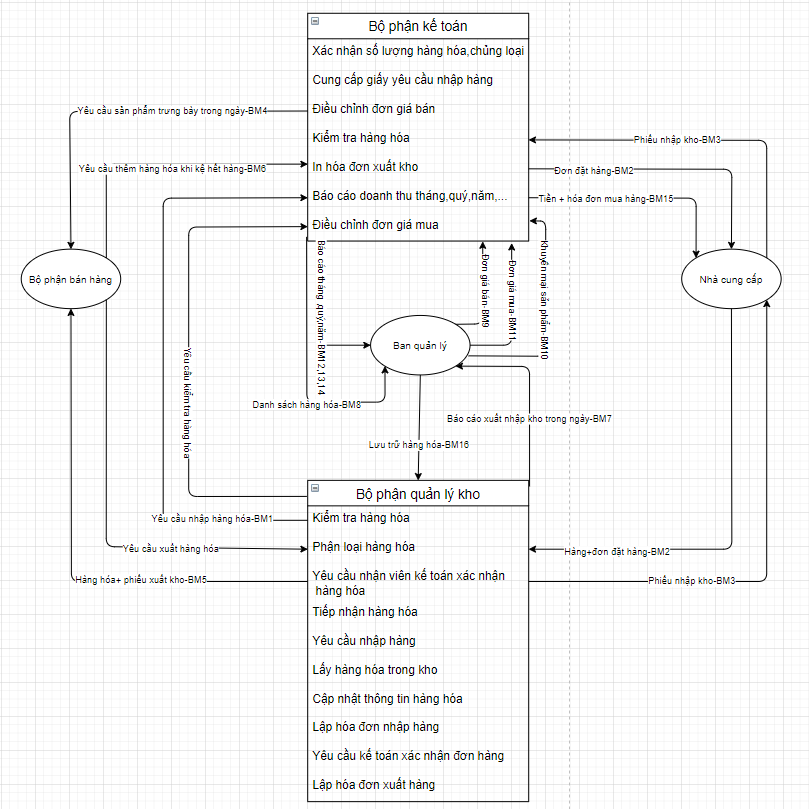 Bộ phận kế toán
Xác nhận số lượng hàng hóa,chủng loại
Cung cấp giấy yêu cầu nhập hàng
Điều chỉnh đơn giá bán
Kiểm tra hàng hóa
In hóa đơn xuất kho
Báo cáo doanh thu tháng,quý,năm,...
Điều chỉnh đơn giá mua
Yêu cầu sản phẩm trưng bày trong ngày-BM4
Yêu cầu thêm hàng hóa khi kệ hết hàng-BM6
Phiếu nhập kho-BM3
Đơn đặt hàng-BM2
Tiền + hóa đơn mua hàng-BM15
Bộ phận bán hàng
Nhà cung cấp
Ban quản lý
Báo cáo tháng ,quý,năm-BM12,13,14
Đơn giá bán-BM9
Đơn giá mua-BM11
Khuyến mại sản phẩm-BM10
Yêu cầu kiểm tra hàng hóa
Danh sách hàng hóa-BM8
Báo cáo xuất nhập kho trong ngày-BM7
Lưu trữ hàng hóa-BM16
Yêu cầu nhập hàng hóa-BM1
Yêu cầu xuất hàng hóa
Hàng hóa+ phiếu xuất kho-BM5
Hàng+đơn đặt hàng-BM2
Phiếu nhập kho-BM3
Bộ phận quản lý kho
Kiểm tra hàng hóa
Phận loại hàng hóa
Yêu cầu nhận viên kế toán xác nhận
hàng hóa
Tiếp nhận hàng hóa
Yêu cầu nhập hàng
Lấy hàng hóa trong kho
Cập nhật thông tin hàng hóa
Lập hóa đơn nhập hàng
Yêu cầu kế toán xác nhận đơn hàng
Lập hóa đơn xuất hàng